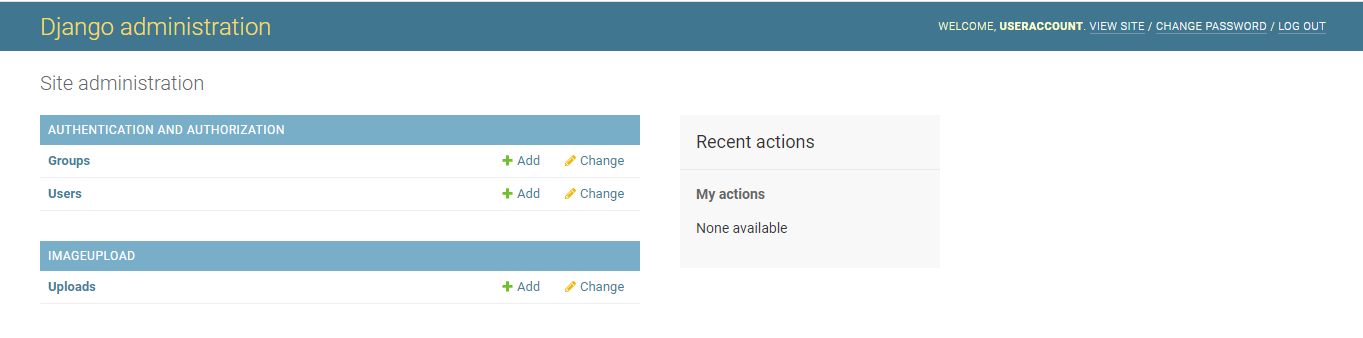 Django administration
WELCOME, USERACCOUNT. VIEW SITE / CHANGE PASSWORD / LOG OUT
Site administration
AUTHENTICATION AND AUTHORIZATION
Groups Add Change
Users Add Change
IMAGEUPLOAD
Uploads Add Change
Recent actions
My actions
None available